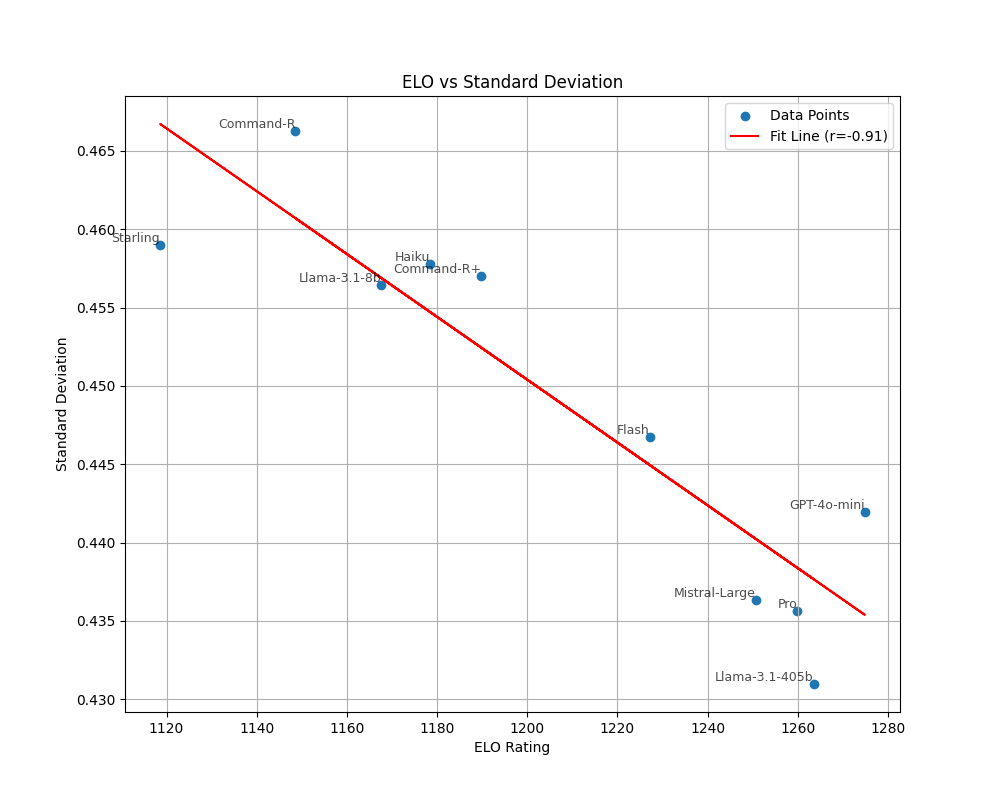 ELO vs Standard Deviation
Data Points
Fit Line (r=-0.91)
Command-R
Starling
Haiku
Command-R+
Llama-3.1-8b
Flash
GPT-4o-mini
Mistral-Large
Pro
Llama-3.1-405b
0.465
0.460
0.455
0.450
0.445
0.440
0.435
0.430
Standard Deviation
1120 1140 1160 1180 1200 1220 1240 1260 1280
ELO Rating